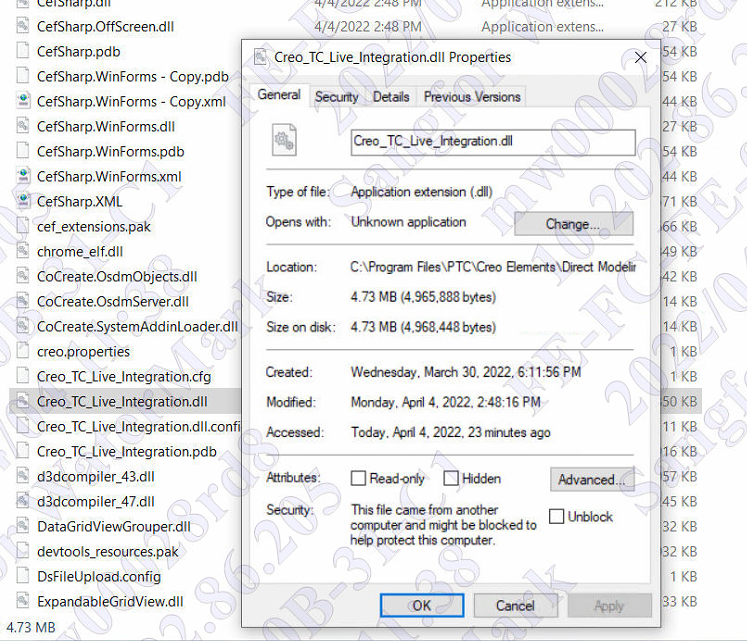 CefSharp.dll 4/4/2022 2:48 PM Application extens... 212 KB
CefSharp.OffScreen.dll 4/4/2022 2:48 PM Application extens... 27 KB
CefSharp.pdb 54 KB
Creo_TC_Live_Integration.dll Properties
CefSharp.WinForms - Copy.pdb 54 KB
General Security Details Previous Versions
CefSharp.WinForms - Copy.xml 44 KB
CefSharp.WinForms.dll 27 KB
Creo_TC_Live_Integration.dll
CefSharp.WinForms.pdb 54 KB
CefSharp.WinForms.xml 44 KB
Type of file: Application extension (.dll)
CefSharp.XML 71 KB
Opens with: Unknown application Change...
cef_extensions.pak 66 KB
chrome_elf.dll 49 KB
Location: C:\Program Files\PTC\Creo Elements\Direct Modelin
CoCreate.OsdmObjects.dll 42 KB
Size: 4.73 MB (4,965,888 bytes)
CoCreate.OsdmServer.dll 14 KB
Size on disk: 4.73 MB (4,968,448 bytes)
CoCreate.SystemAddinLoader.dll 14 KB
creo.properties 1 KB
Created: Wednesday, March 30, 2022, 6:11:56 PM
Creo_TC_Live_Integration.cfg 1 KB
Modified: Monday, April 4, 2022, 2:48:16 PM
Creo_TC_Live_Integration.dll 50 KB
Creo_TC_Live_Integration.dll.confi 11 KB
Accessed: Today, April 4, 2022, 23 minutes ago
Creo_TC_Live_Integration.pdb 16 KB
d3dcompiler_43.dll 57 KB
Attributes: Read-only Hidden Advanced...
d3dcompiler_47.dll 45 KB
Security: This file came from another
computer and might be blocked to
help protect this computer.
Unblock
DataGridViewGrouper.dll 32 KB
devtools_resources.pak 32 KB
DsFileUpload.config 1 KB
ExpandableGridView.dll 33 KB
OK Cancel Apply
4.73 MB